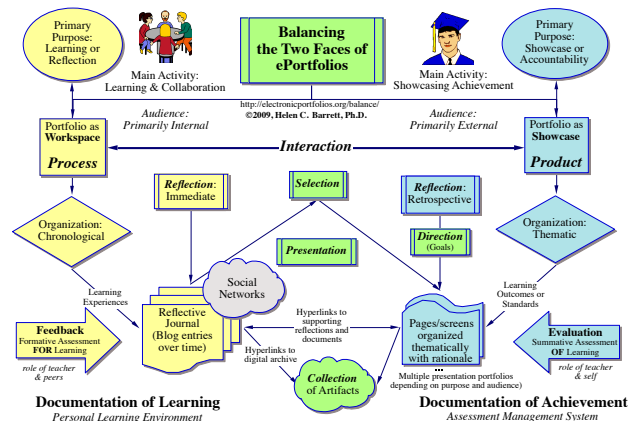 Primary
Purpose:
Learning or
Reflection
Main Activity:
Learning & Collaboration
Balancing
the Two Faces of
ePortfolios
Main Activity:
Showcasing Achievement
Primary
Purpose:
Showcase or
Accountability
http://electronicportfolios.org/balance/
©2009, Helen C. Barrett, Ph.D.
Audience:
Primarily Internal
Audience:
Primarily External
Portfolio as
Workspace
Process
Interaction
Portfolio as
Showcase
Product
Organization:
Chronological
Reflection:
Immediate
Selection
Presentation
Reflection:
Retrospective
Direction
(Goals)
Organization:
Thematic
Learning
Experiences
Social
Networks
Learning
Outcomes or
Standards
Feedback
Formative Assessment
FOR Learning
role of teacher
& peers
Reflective
Journal
(Blog entries
over time)
Hyperlinks to
supporting
reflections and
documents
Hyperlinks to
digital archive
Collection
of Artifacts
Pages/screens
organized
thematically
with rationale
...
Multiple presentation portfolios
depending on purpose and audience)
Evaluation
Summative Assessment
OF Learning
role of teacher
& self
Documentation of Learning
Personal Learning Environment
Documentation of Achievement
Assessment Management System